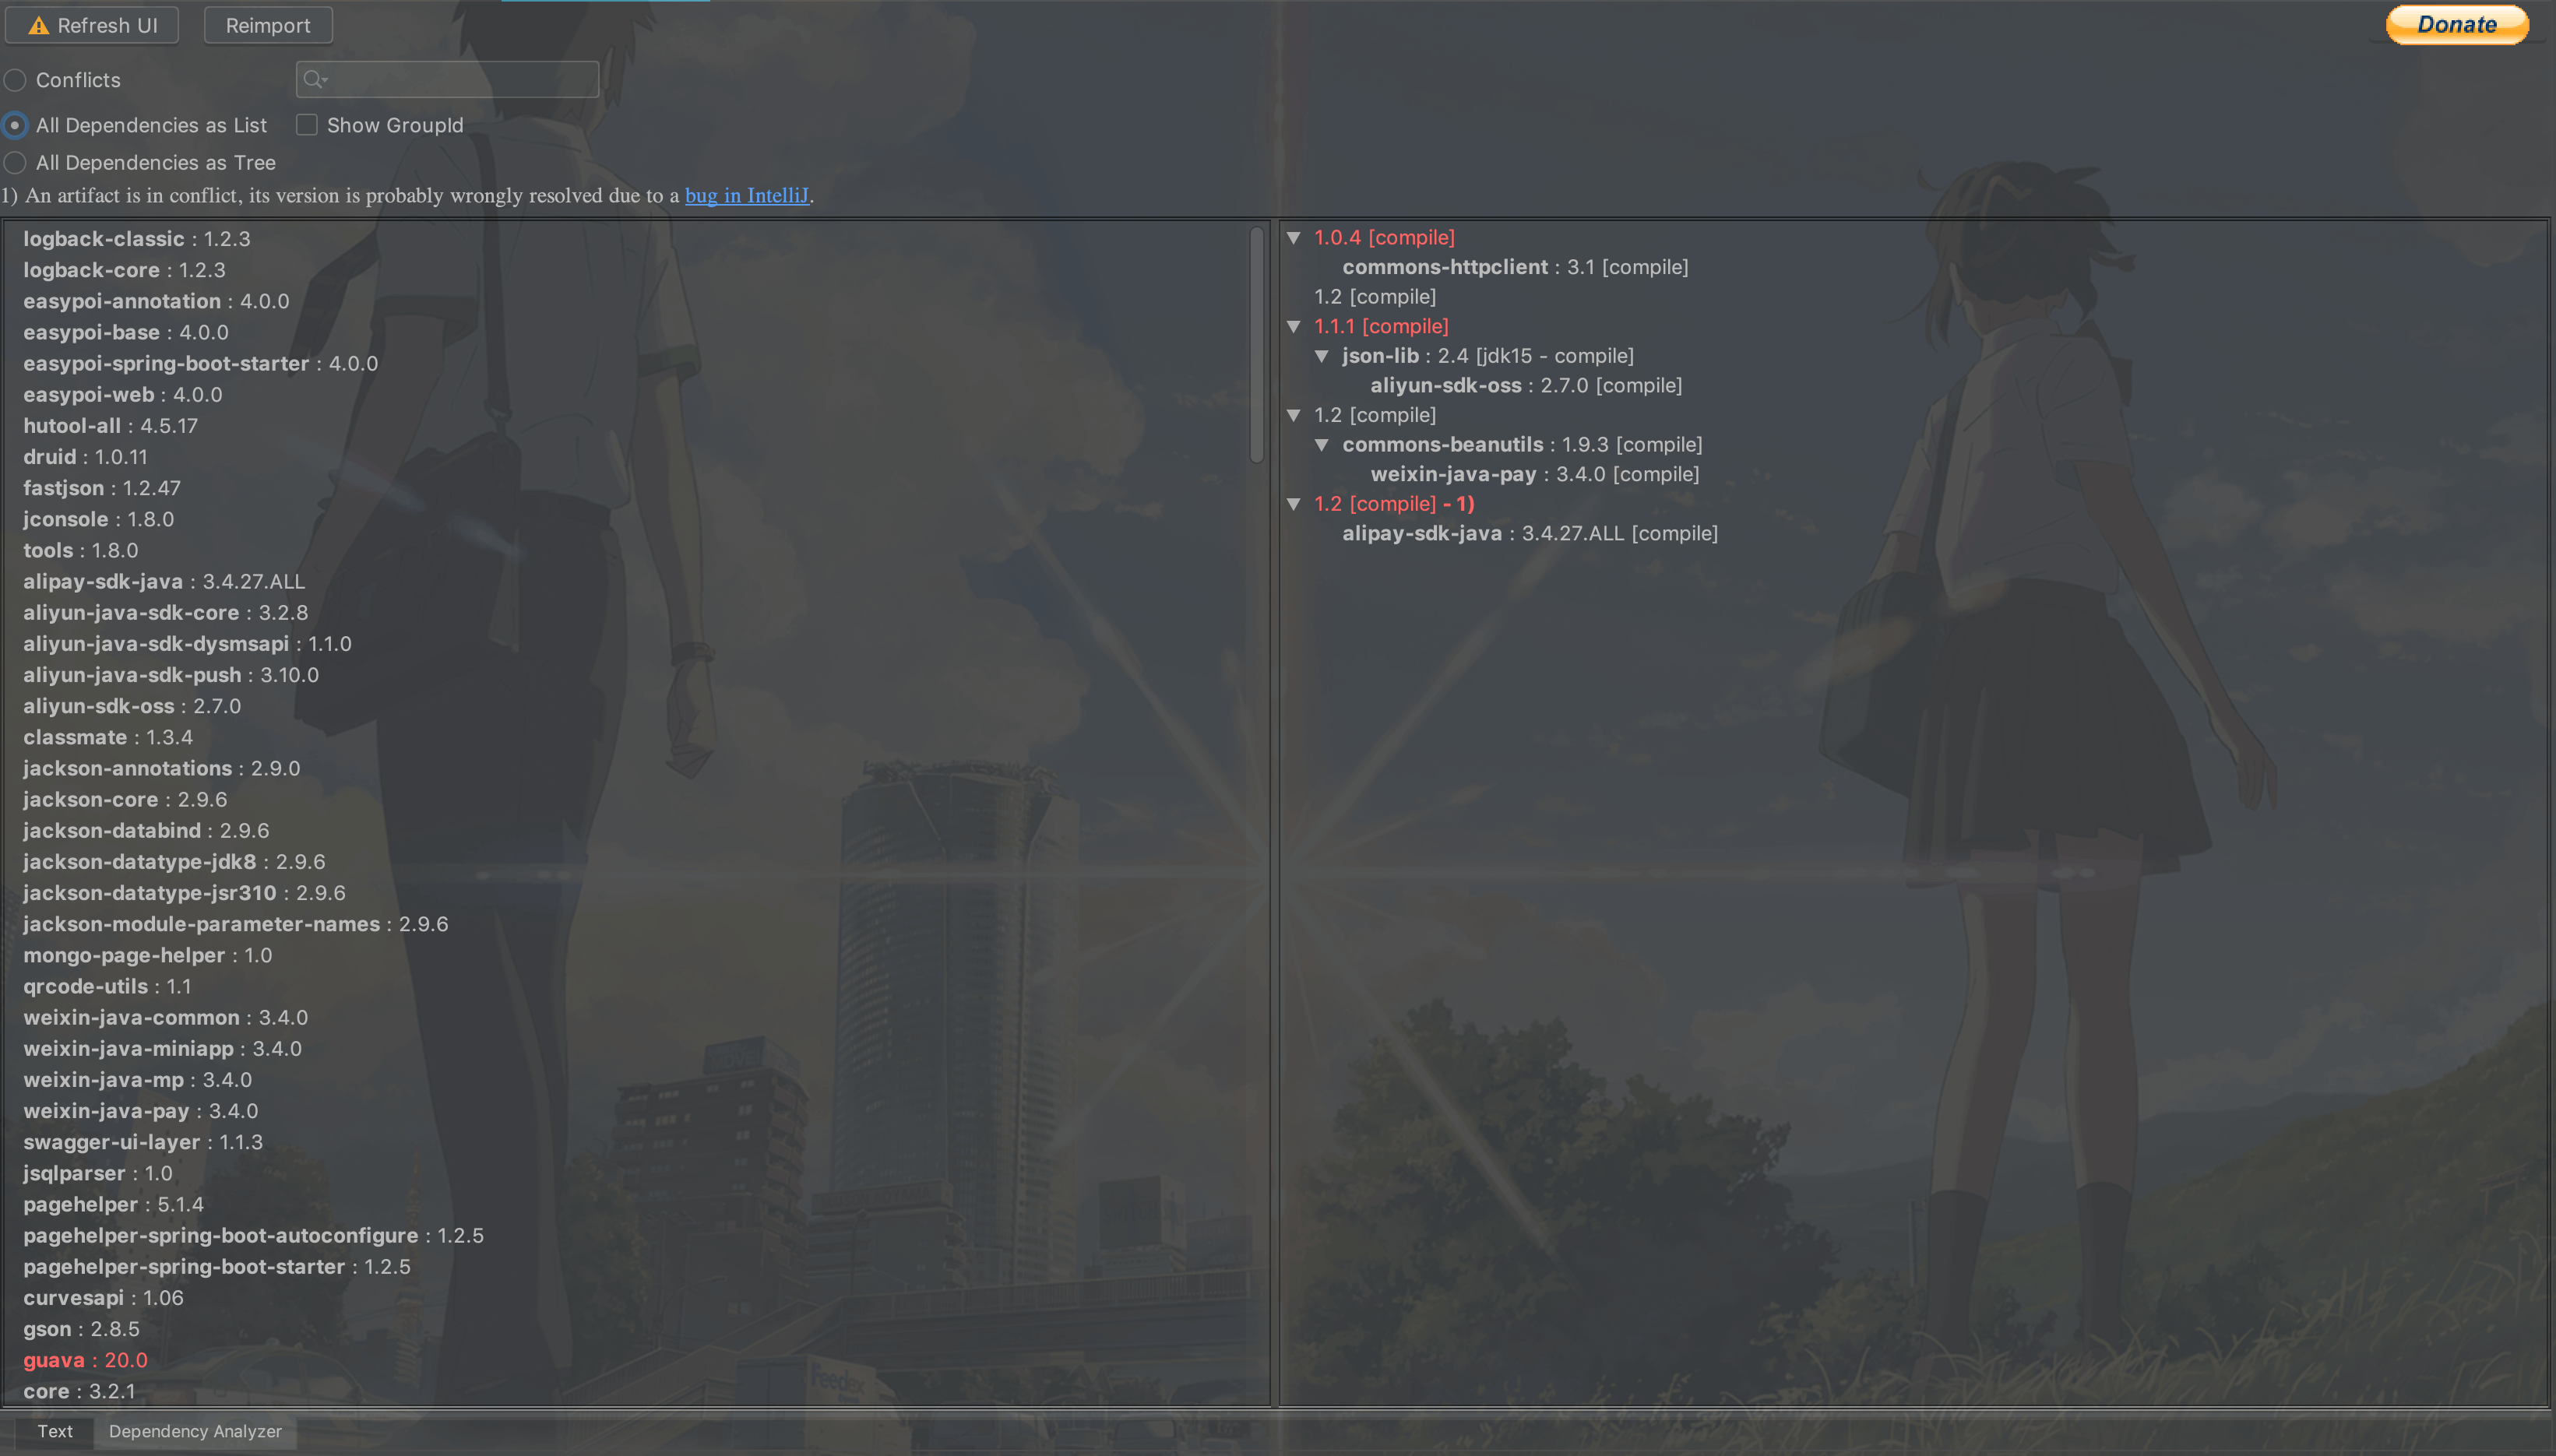 Refresh UI Reimport Donate
Conflicts
All Dependencies as List Show GroupId
All Dependencies as Tree
1) An artifact is in conflict, its version is probably wrongly resolved due to a bug in IntelliJ.
logback-classic : 1.2.3
logback-core : 1.2.3
easypoi-annotation : 4.0.0
easypoi-base : 4.0.0
easypoi-spring-boot-starter : 4.0.0
easypoi-web : 4.0.0
hutool-all : 4.5.17
druid : 1.0.11
fastjson : 1.2.47
jconsole : 1.8.0
tools : 1.8.0
alipay-sdk-java : 3.4.27.ALL
aliyun-java-sdk-core : 3.2.8
aliyun-java-sdk-dysmsapi : 1.1.0
aliyun-java-sdk-push : 3.10.0
aliyun-sdk-oss : 2.7.0
classmate : 1.3.4
jackson-annotations : 2.9.0
jackson-core : 2.9.6
jackson-databind : 2.9.6
jackson-datatype-jdk8 : 2.9.6
jackson-datatype-jsr310 : 2.9.6
jackson-module-parameter-names : 2.9.6
mongo-page-helper : 1.0
qrcode-utils : 1.1
weixin-java-common : 3.4.0
weixin-java-miniapp : 3.4.0
weixin-java-mp : 3.4.0
weixin-java-pay : 3.4.0
swagger-ui-layer : 1.1.3
jsqlparser : 1.0
pagehelper : 5.1.4
pagehelper-spring-boot-autoconfigure : 1.2.5
pagehelper-spring-boot-starter : 1.2.5
curvesapi : 1.06
gson : 2.8.5
guava : 20.0
core : 3.2.1
1.0.4 [compile]
commons-httpclient : 3.1 [compile]
1.2 [compile]
1.1.1 [compile]
json-lib : 2.4 [jdk15 - compile]
aliyun-sdk-oss : 2.7.0 [compile]
1.2 [compile]
commons-beanutils : 1.9.3 [compile]
weixin-java-pay : 3.4.0 [compile]
1.2 [compile] - 1)
alipay-sdk-java : 3.4.27.ALL [compile]
Text Dependency Analyzer